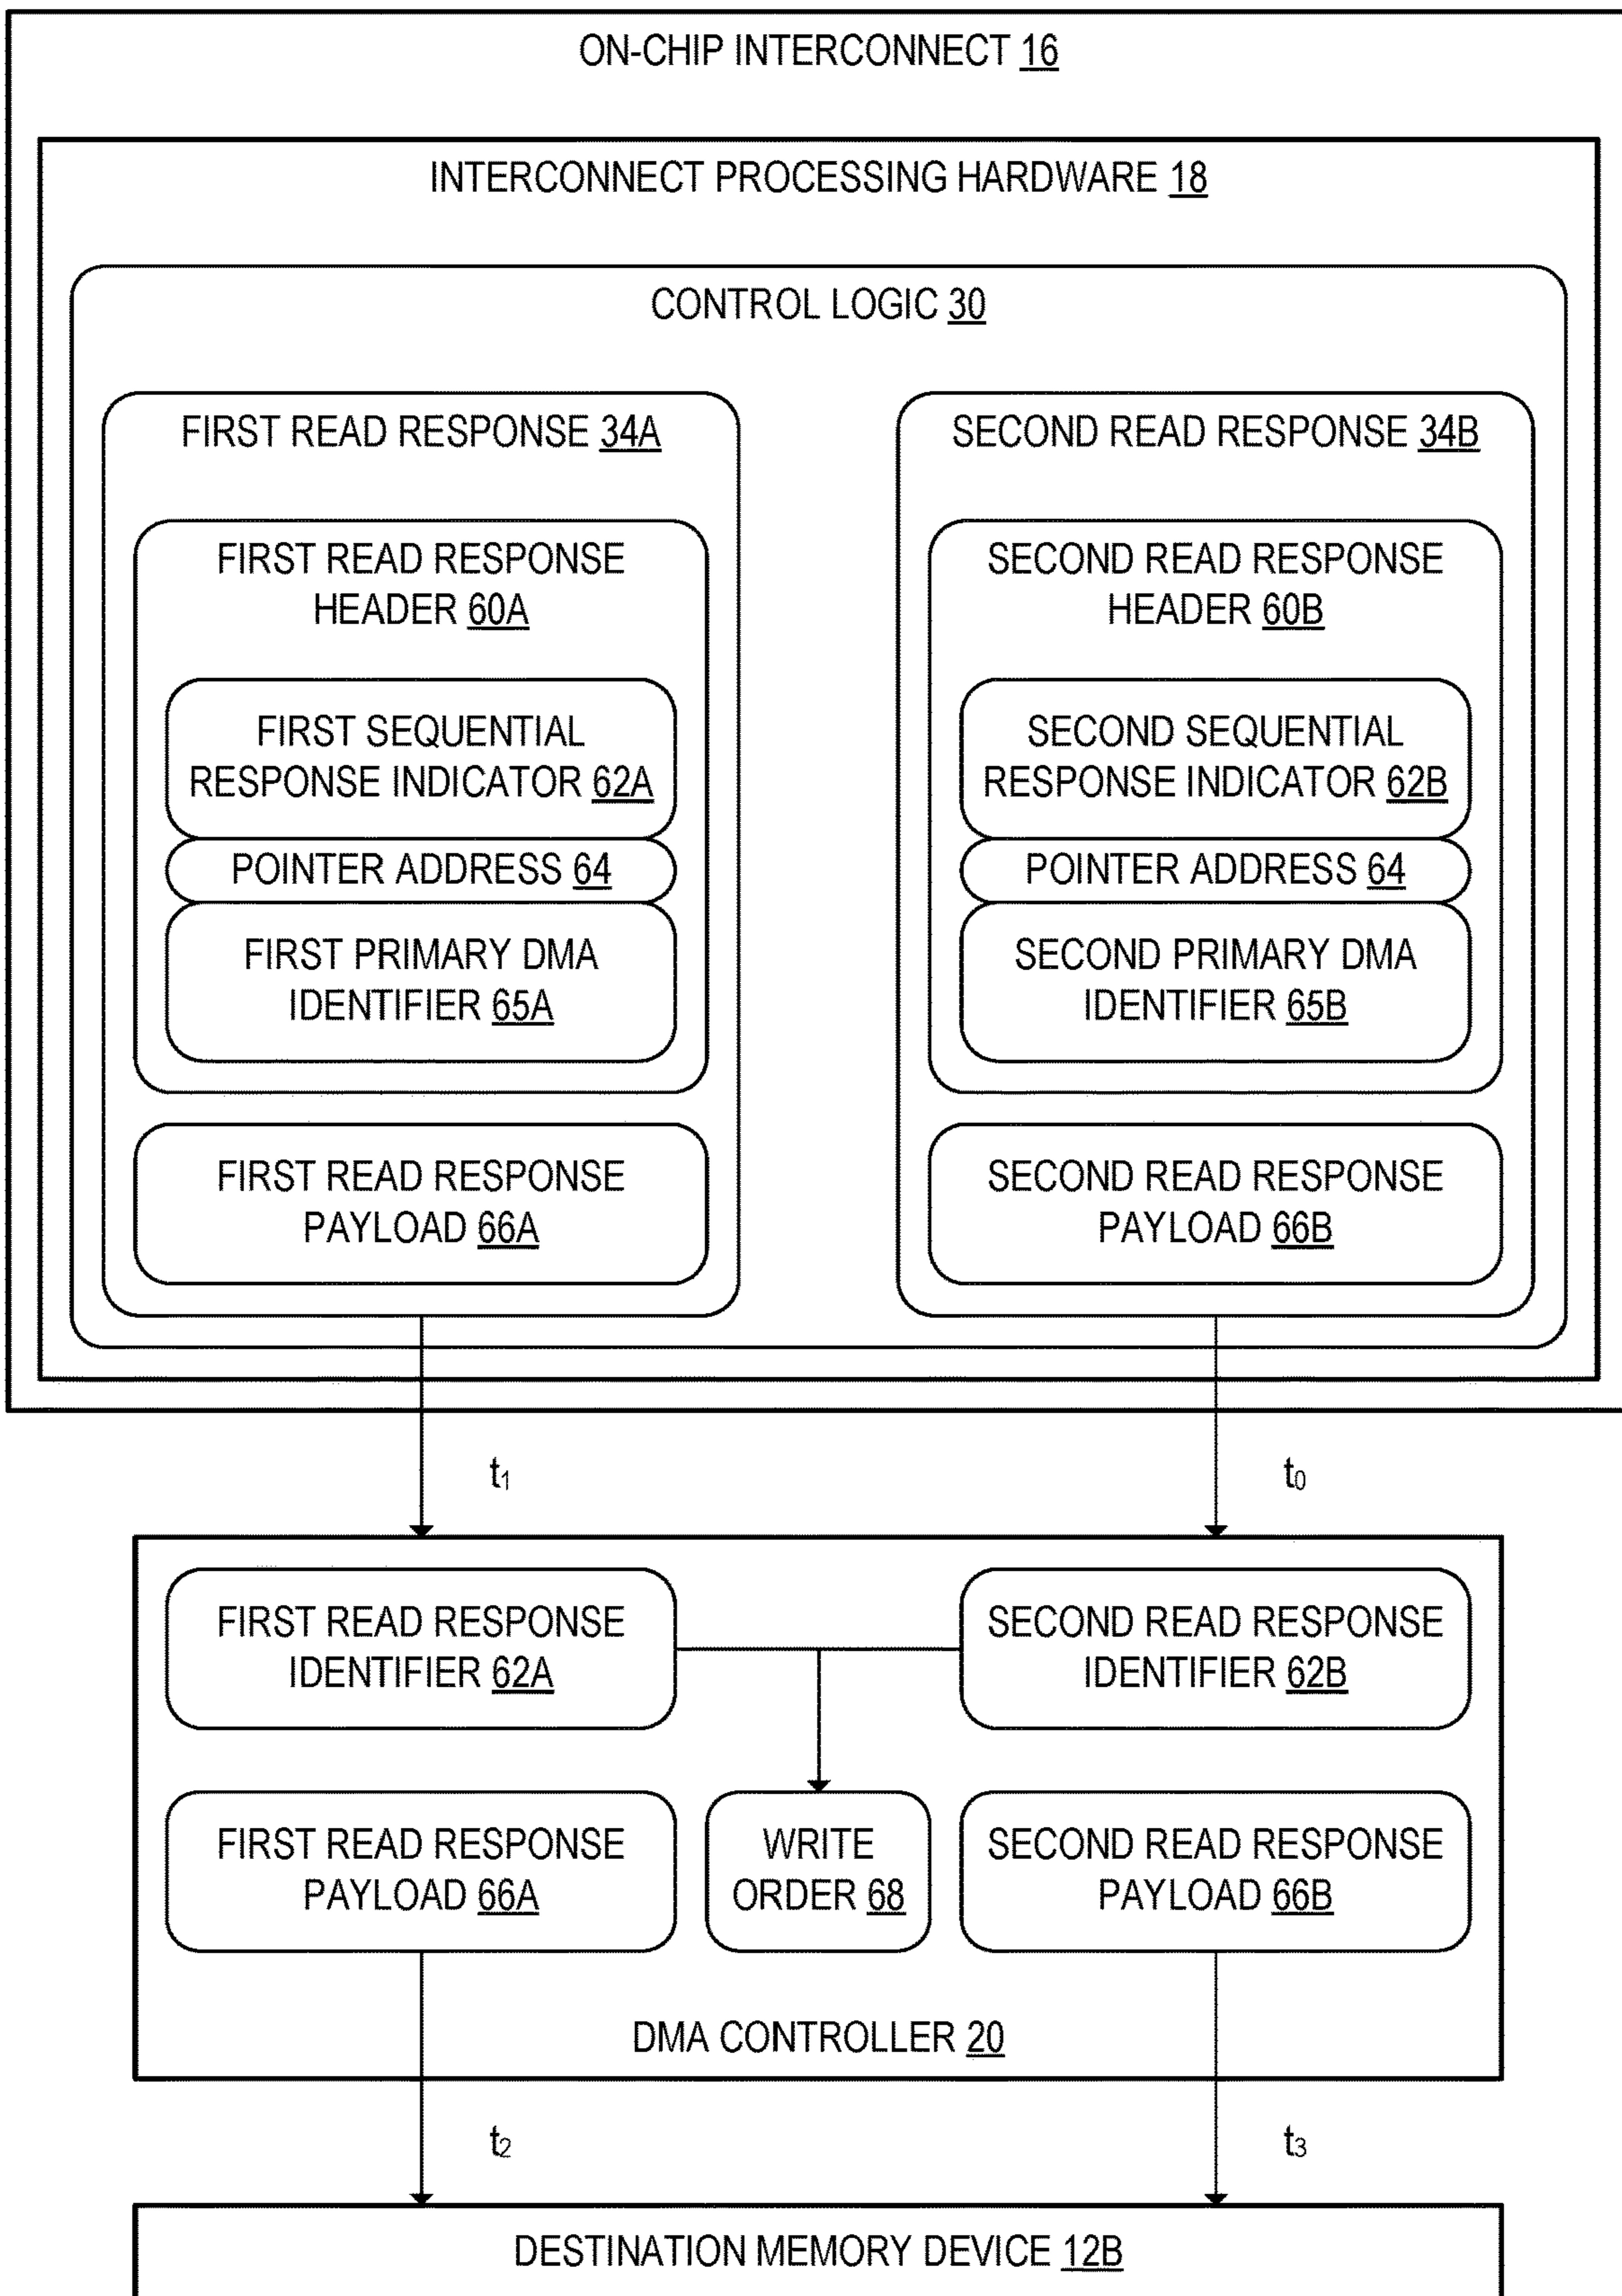 ON-CHIP INTERCONNECT 16
INTERCONNECT PROCESSING HARDWARE 18
CONTROL LOGIC 30
FIRST READ RESPONSE 34A
FIRST READ RESPONSE
HEADER 60A
FIRST SEQUENTIAL
RESPONSE INDICATOR 62A
POINTER ADDRESS 64
FIRST PRIMARY DMA
IDENTIFIER 65A
FIRST READ RESPONSE
PAYLOAD 66A
SECOND READ RESPONSE 34B
SECOND READ RESPONSE
HEADER 60B
SECOND SEQUENTIAL
RESPONSE INDICATOR 62B
POINTER ADDRESS 64
SECOND PRIMARY DMA
IDENTIFIER 65B
SECOND READ RESPONSE
PAYLOAD 66B
t₁
t₀
FIRST READ RESPONSE
IDENTIFIER 62A
SECOND READ RESPONSE
IDENTIFIER 62B
FIRST READ RESPONSE
PAYLOAD 66A
WRITE
ORDER 68
SECOND READ RESPONSE
PAYLOAD 66B
DMA CONTROLLER 20
t₂
t₃
DESTINATION MEMORY DEVICE 12B